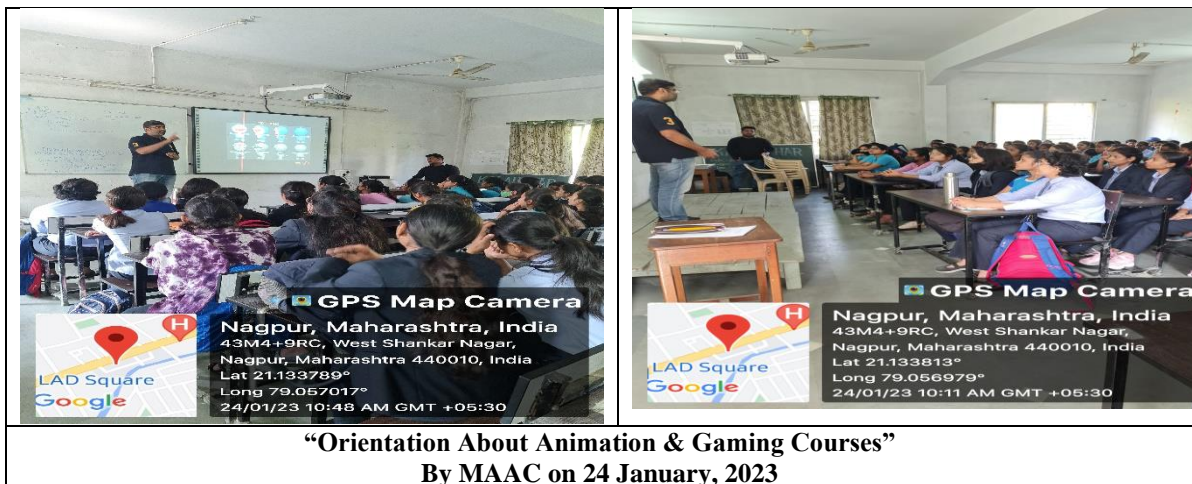 GPS Map Camera
Nagpur, Maharashtra, India
43M4+9RC, West Shankar Nagar,
Nagpur, Maharashtra 440010, India
Lat 21.133789°
Long 79.057017°
24/01/23 10:48 AM GMT +05:30
H
LAD Square
Google
3
GPS Map Camera
Nagpur, Maharashtra, India
43M4+9RC, West Shankar Nagar,
Nagpur, Maharashtra 440010, India
Lat 21.133813°
Long 79.056979°
24/01/23 10:11 AM GMT +05:30
H
LAD Square
Google
“Orientation About Animation & Gaming Courses”
By MAAC on 24 January, 2023